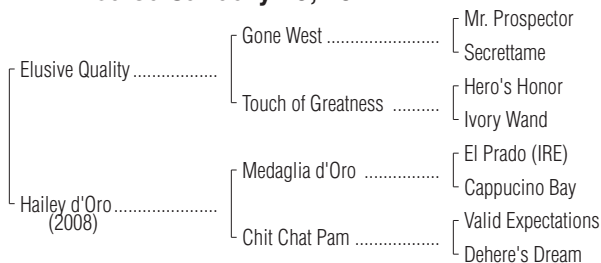 Gone West ........................
Mr. Prospector
Secrettame
Elusive Quality ..................
Touch of Greatness ..........
Hero's Honor
Ivory Wand
Medaglia d'Oro ................
El Prado (IRE)
Cappucino Bay
Hailey d'Oro......................
(2008)
Chit Chat Pam ..................
Valid Expectations
Dehere's Dream